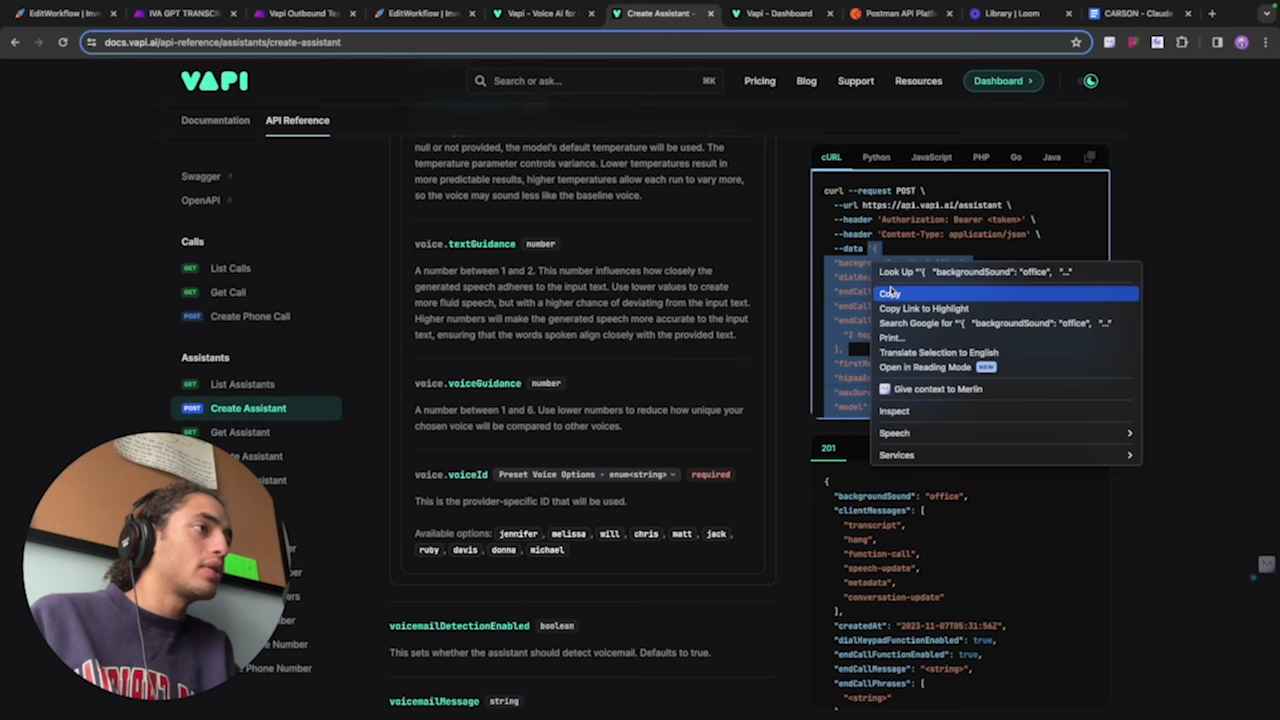 EditWorkflow | Inve
IVA GPT TRANSCR
Vapi Outbound Te
EditWorkflow | Inve
Vapi - Voice AI for
Create Assistant -
Vapi - Dashboard
Postman API Platf
Library | Loom
CARSON - Claude
docs.vapi.ai/api-reference/assistants/create-assistant
VAPI
Search or ask...
⌘K
Pricing
Blog
Support
Resources
Dashboard ›
Documentation
API Reference
Swagger
OpenAPI
Calls
GET List Calls
GET Get Call
POST Create Phone Call
Assistants
GET List Assistants
POST Create Assistant
GET Get Assistant
Assistant
Phone Number
null or not provided, the model's default temperature will be used. The
temperature parameter controls variance. Lower temperatures result in
more predictable results, higher temperatures allow each run to vary more,
so the voice may sound less like the baseline voice.
voice.textGuidance number
A number between 1 and 2. This number influences how closely the
generated speech adheres to the input text. Use lower values to create
more fluid speech, but with a higher chance of deviating from the input text.
Higher numbers will make the generated speech more accurate to the input
text, ensuring that the words spoken align closely with the provided text.
voice.voiceGuidance number
A number between 1 and 6. Use lower numbers to reduce how unique your
chosen voice will be compared to other voices.
voice.voiceId Preset Voice Options · enum<string> required
This is the provider-specific ID that will be used.
Available options: jennifer , melissa , will , chris , matt , jack ,
ruby , davis , donna , michael
voicemailDetectionEnabled boolean
This sets whether the assistant should detect voicemail. Defaults to true.
voicemailMessage string
cURL Python JavaScript PHP Go Java
curl --request POST \
--url https://api.vapi.ai/assistant \
--header 'Authorization: Bearer <token>' \
--header 'Content-Type: application/json' \
--data '{
"backgr
"dialKe
"endCal
"endCal
"endCal
"I ho
],
"first
"hipaaE
"maxDur
"model"
Look Up "'{ "backgroundSound": "office", "..."
Copy
Copy Link to Highlight
Search Google for "'{ "backgroundSound": "office", "..."
Print...
Translate Selection to English
Open in Reading Mode NEW
Give context to Merlin
Inspect
Speech
Services
201
{
"backgroundSound": "office",
"clientMessages": [
"transcript",
"hang",
"function-call",
"speech-update",
"metadata",
"conversation-update"
],
"createdAt": "2023-11-07T05:31:56Z",
"dialKeypadFunctionEnabled": true,
"endCallFunctionEnabled": true,
"endCallMessage": "<string>",
"endCallPhrases": [
"<string>"